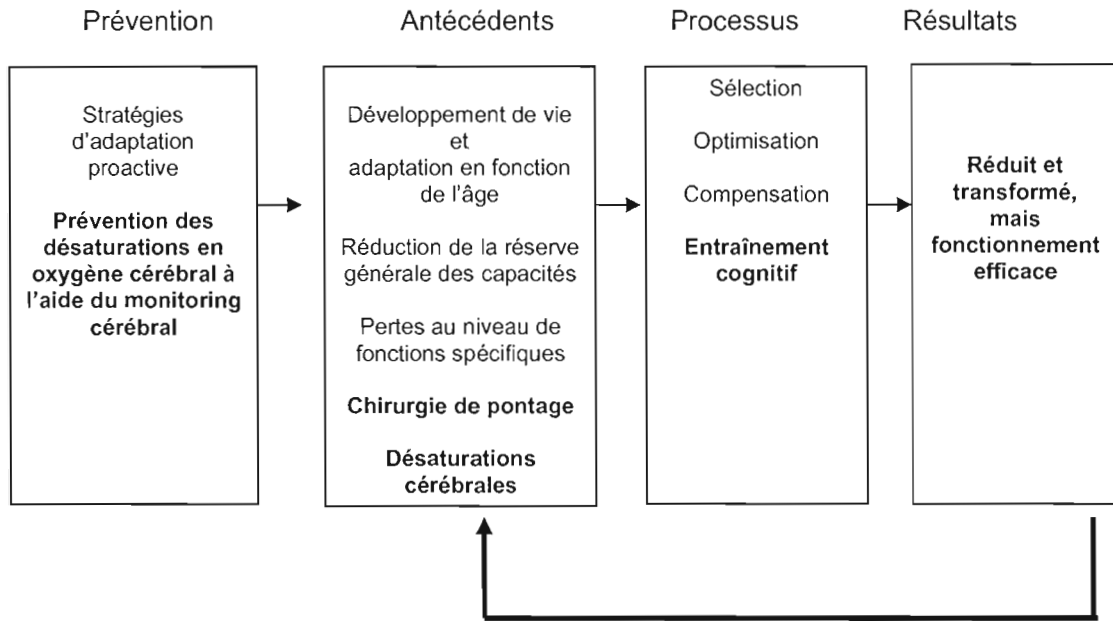 Prévention
Antécédents
Processus
Résultats
Stratégies
d'adaptation
proactive
Prévention des
désaturations en
oxygène cérébral à
l'aide du monitoring
cérébral
Développement de vie
et
adaptation en fonction
de l'âge
Réduction de la réserve
générale des capacités
Pertes au niveau de
fonctions spécifiques
Chirurgie de pontage
Désaturations
cérébrales
Sélection
Optimisation
Compensation
Entraînement
cognitif
Réduit et
transformé,
mais
fonctionnement
efficace